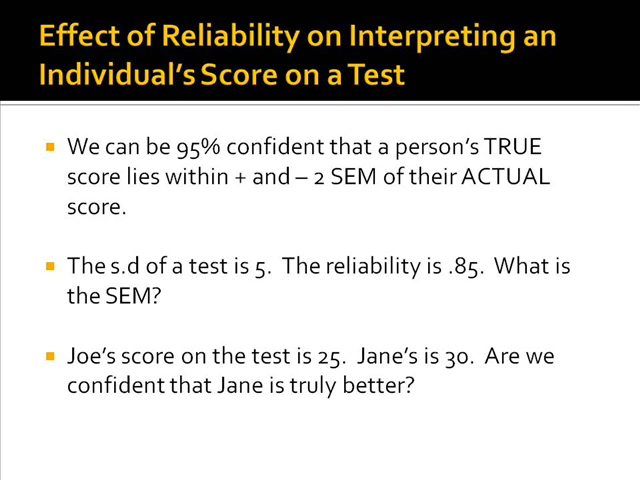 Effect of Reliability on Interpreting an
Individual's Score on a Test
We can be 95% confident that a person's TRUE
score lies within + and – 2 SEM of their ACTUAL
score.
The s.d of a test is 5. The reliability is .85. What is
the SEM?
Joe's score on the test is 25. Jane's is 30. Are we
confident that Jane is truly better?